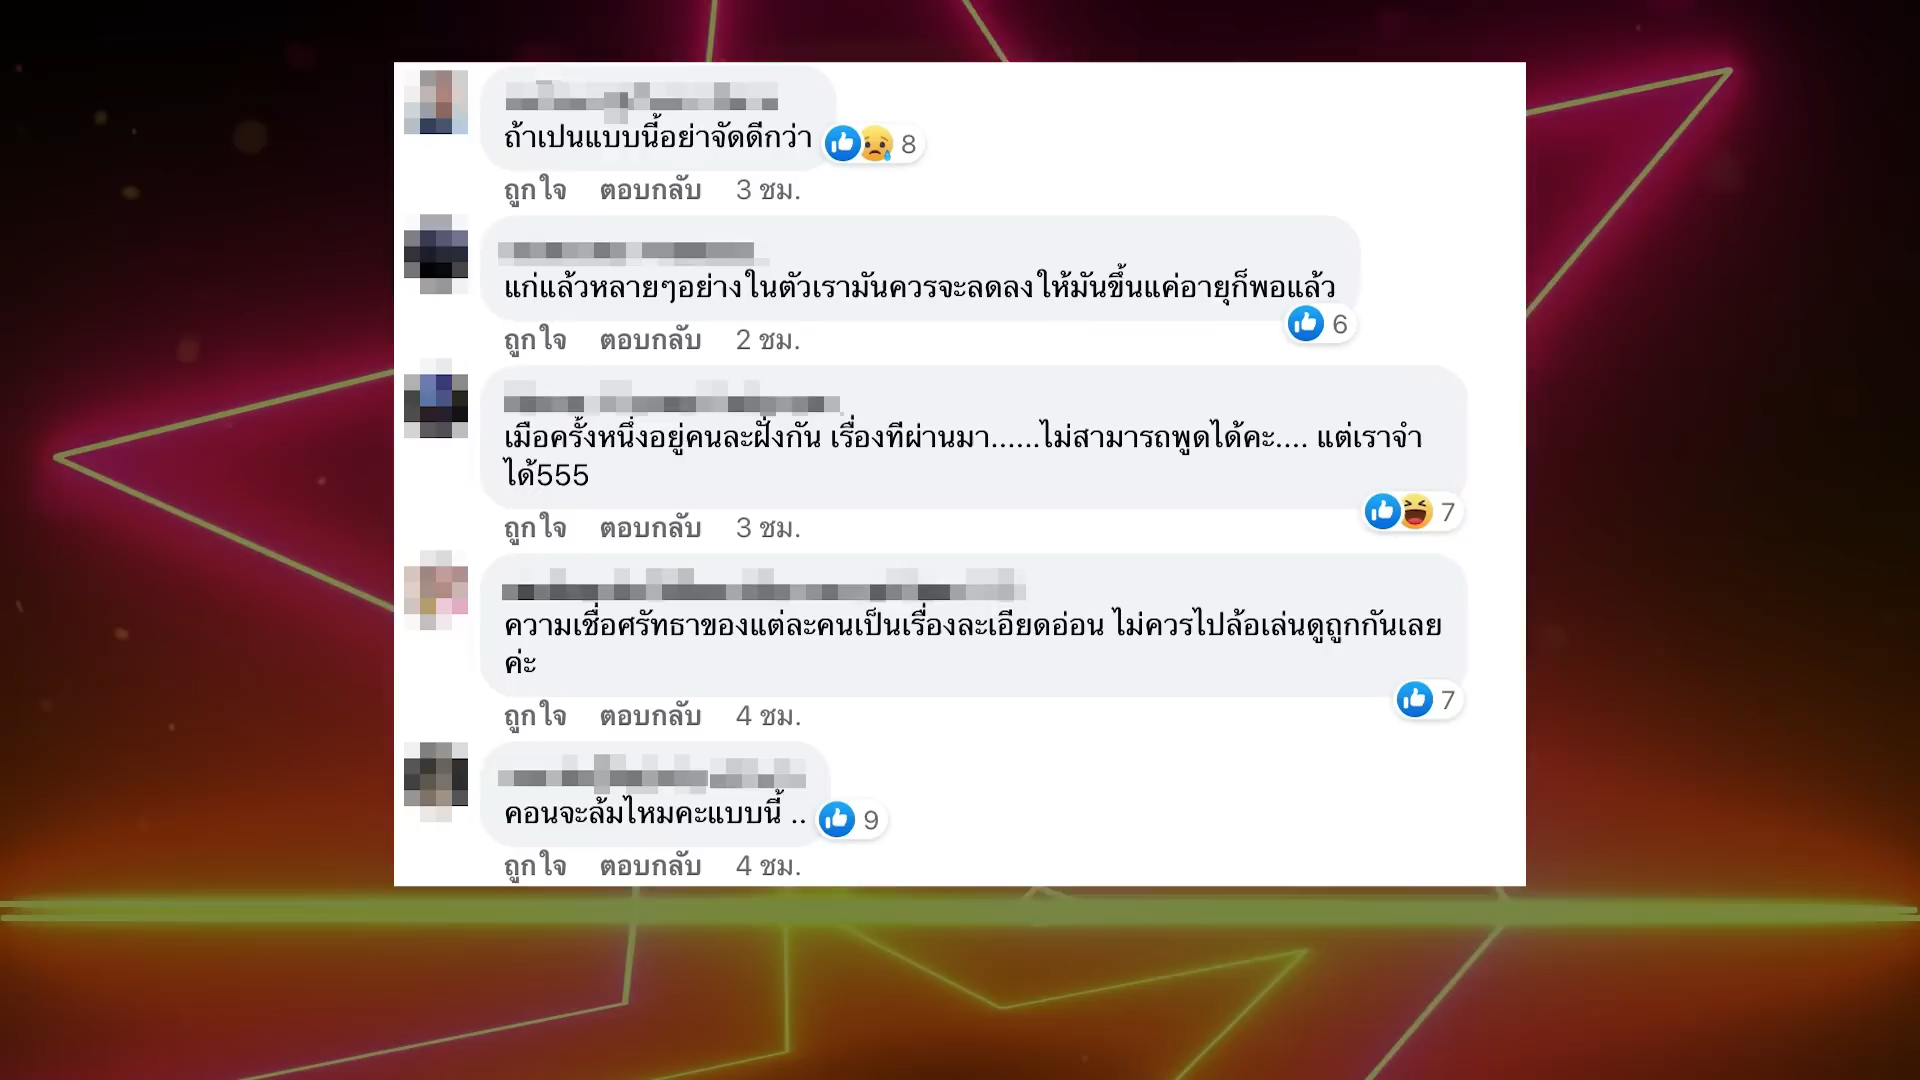 ถ้าเปนแบบนี้อย่าจัดดีกว่า
8
ถูกใจ ตอบกลับ 3 ชม.
แก่แล้วหลายๆอย่างในตัวเรามันควรจะลดลงให้มันขึ้นแค่อายุก็พอแล้ว
6
ถูกใจ ตอบกลับ 2 ชม.
เมือครั้งหนึ่งอยู่คนละฝั่งกัน เรื่องทีผ่านมา......ไม่สามารถพูดได้คะ.... แต่เราจำ
ได้555
7
ถูกใจ ตอบกลับ 3 ชม.
ความเชื่อศรัทธาของแต่ละคนเป็นเรื่องละเอียดอ่อน ไม่ควรไปล้อเล่นดูถูกกันเลย
ค่ะ
7
ถูกใจ ตอบกลับ 4 ชม.
คอนจะล้มไหมคะแบบนี้ ..
9
ถูกใจ ตอบกลับ 4 ชม.